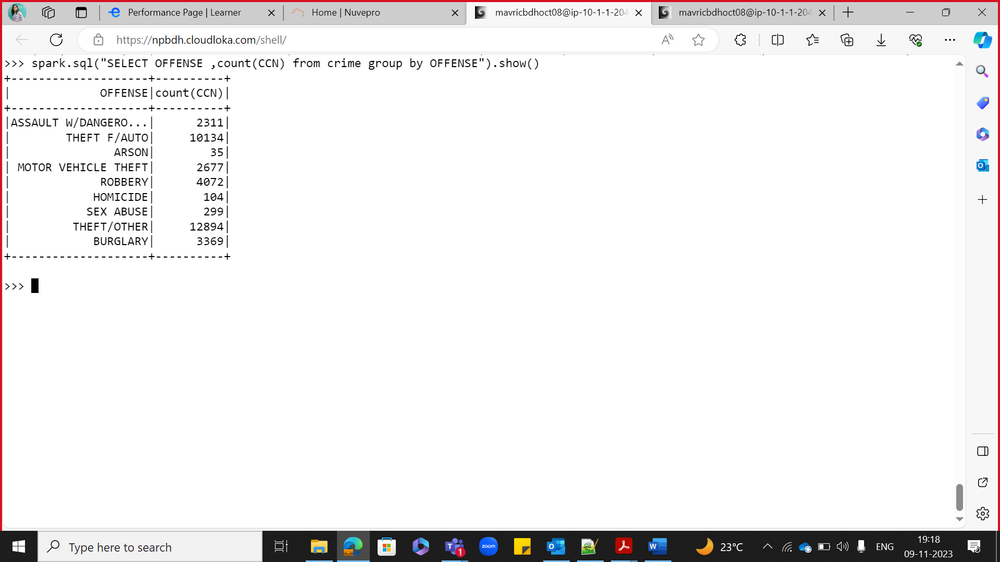 Performance Page | Learner
Home | Nuvepro
mavricbdhoct08@ip-10-1-1-204
mavricbdhoct08@ip-10-1-1-204
https://npbdh.cloudloka.com/shell/
>>> spark.sql("SELECT OFFENSE ,count(CCN) from crime group by OFFENSE").show()
+--------------------+----------+
|             OFFENSE|count(CCN)|
+--------------------+----------+
|ASSAULT W/DANGERO...|      2311|
|        THEFT F/AUTO|     10134|
|               ARSON|        35|
| MOTOR VEHICLE THEFT|      2677|
|             ROBBERY|      4072|
|            HOMICIDE|       104|
|           SEX ABUSE|       299|
|         THEFT/OTHER|     12894|
|            BURGLARY|      3369|
+--------------------+----------+
>>>
Type here to search
1
zoom
23°C
ENG
19:18
09-11-2023